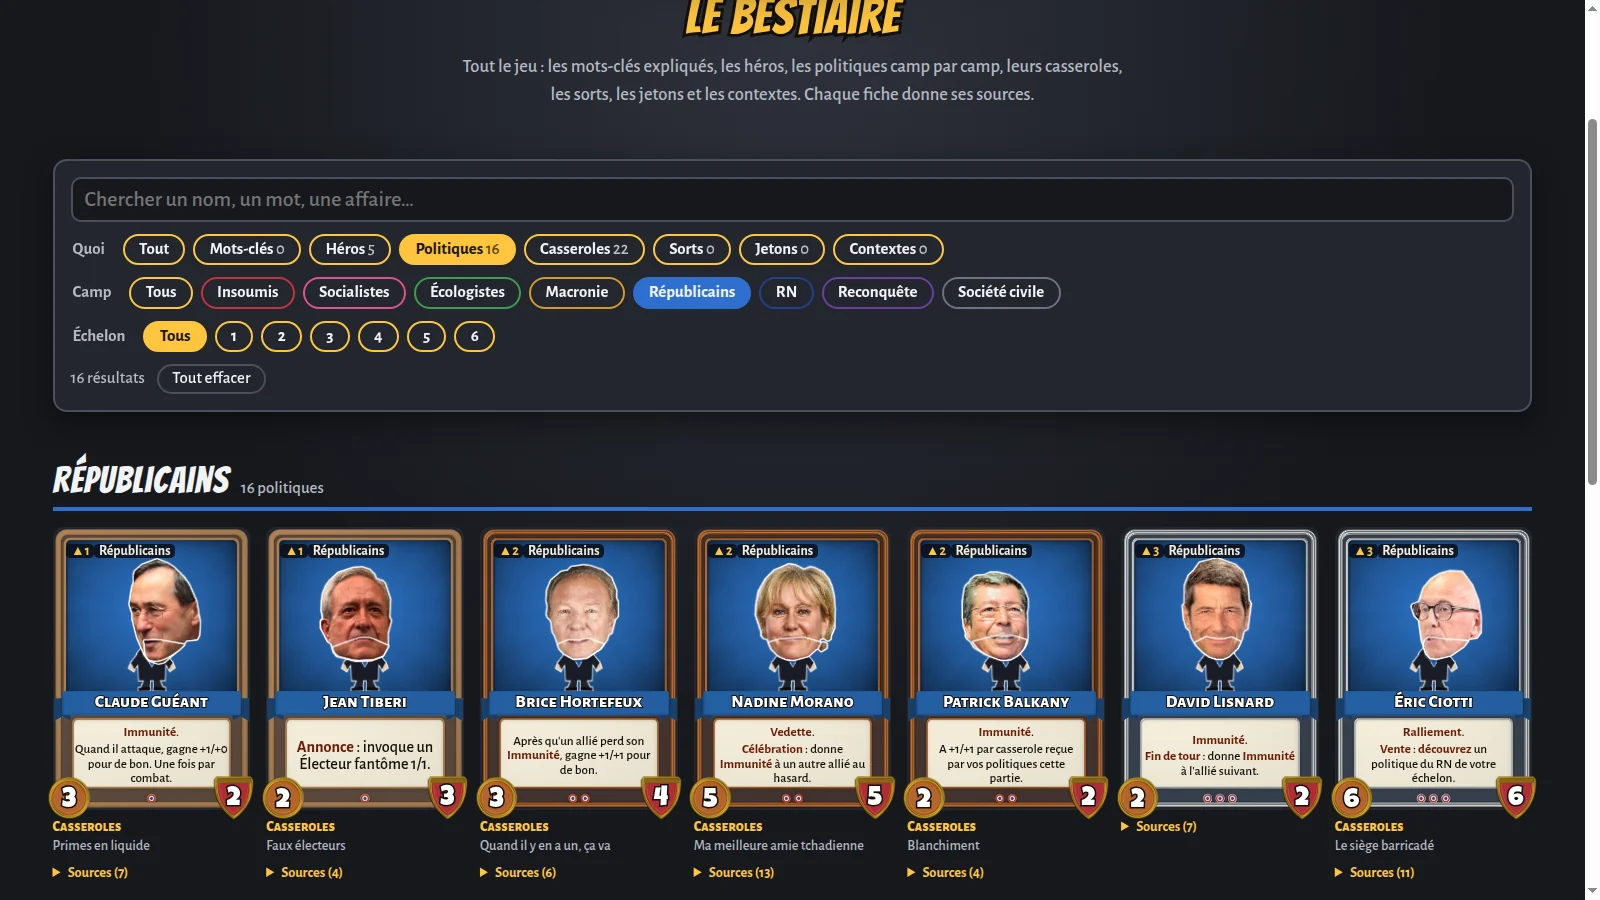 LE BESTIAIRE
Tout le jeu : les mots-clés expliqués, les héros, les politiques camp par camp, leurs casseroles,
les sorts, les jetons et les contextes. Chaque fiche donne ses sources.
Chercher un nom, un mot, une affaire...
Quoi Tout Mots-clés 0 Héros 5 Politiques 16 Casseroles 22 Sorts 0 Jetons 0 Contextes 0
Camp Tous Insoumis Socialistes Écologistes Macronie Républicains RN Reconquête Société civile
Échelon Tous 1 2 3 4 5 6
16 résultats Tout effacer
RÉPUBLICAINS 16 politiques
▲1 Républicains
CLAUDE GUÉANT
Immunité.
Quand il attaque, gagne +1/+0
pour de bon. Une fois par
combat.
3 2
CASSEROLES
Primes en liquide
▶ Sources (7)
▲1 Républicains
JEAN TIBERI
Annonce : invoque un
Électeur fantôme 1/1.
2 3
CASSEROLES
Faux électeurs
▶ Sources (4)
▲2 Républicains
BRICE HORTEFEUX
Après qu'un allié perd son
Immunité, gagne +1/+1 pour
de bon.
3 4
CASSEROLES
Quand il y en a un, ça va
▶ Sources (6)
▲2 Républicains
NADINE MORANO
Vedette.
Célébration : donne
Immunité à un autre allié au
hasard.
5 5
CASSEROLES
Ma meilleure amie tchadienne
▶ Sources (13)
▲2 Républicains
PATRICK BALKANY
Immunité.
A +1/+1 par casserole reçue
par vos politiques cette
partie.
2 2
CASSEROLES
Blanchiment
▶ Sources (4)
▲3 Républicains
DAVID LISNARD
Immunité.
Fin de tour : donne Immunité
à l'allié suivant.
2 2
▶ Sources (7)
▲3 Républicains
ÉRIC CIOTTI
Ralliement.
Vente : découvrez un
politique du RN de votre
échelon.
6 6
CASSEROLES
Le siège barricadé
▶ Sources (11)